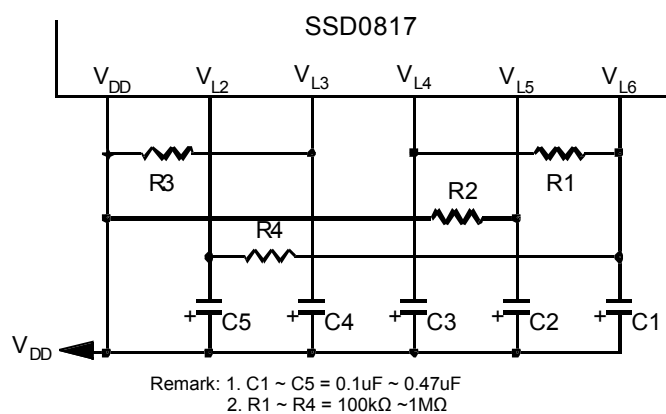 SSD0817
VDD VL2 VL3 VL4 VL5 VL6
R3 R1
R2
R4
+ C5 + C4 + C3 + C2 + C1
VDD
Remark: 1. C1 ~ C5 = 0.1uF ~ 0.47uF
2. R1 ~ R4 = 100kΩ ~1MΩ